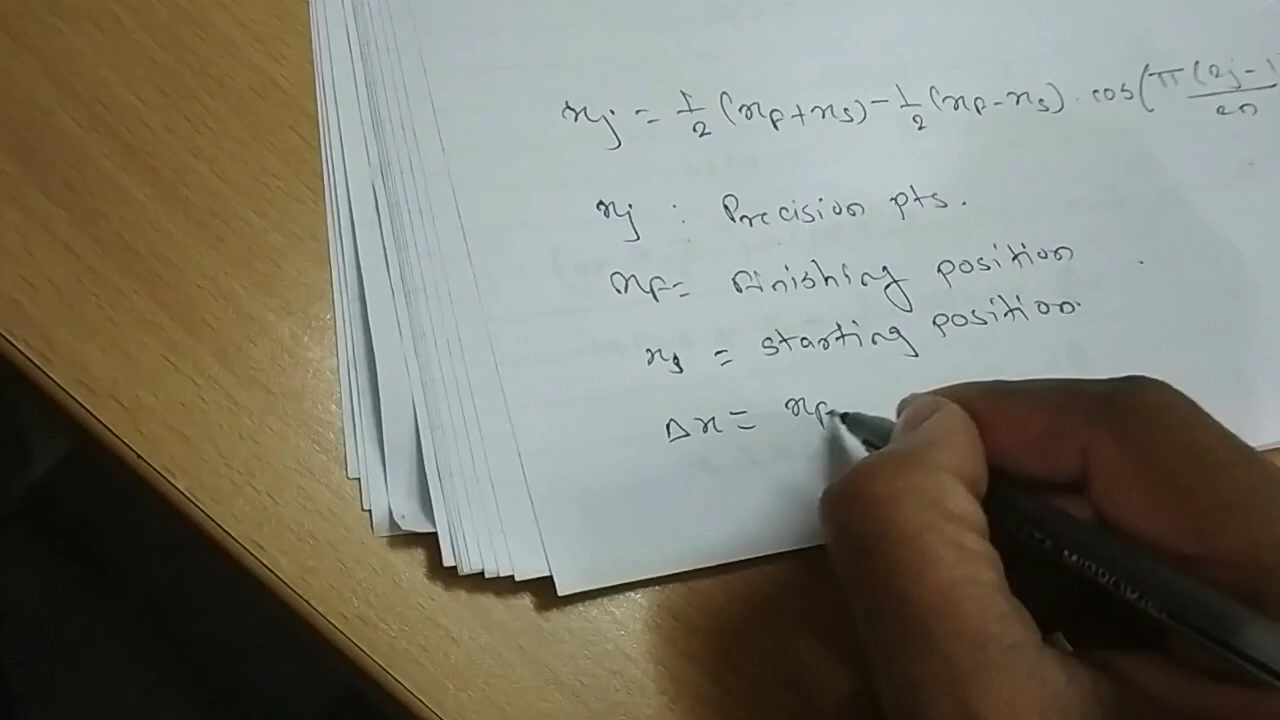 xj = 1/2 (xF+xS) - 1/2 (xF-xS) . cos(π(2j-1
2n
xj : Precision pts.
xF = Finishing position
xs = starting position.
Δx = xF